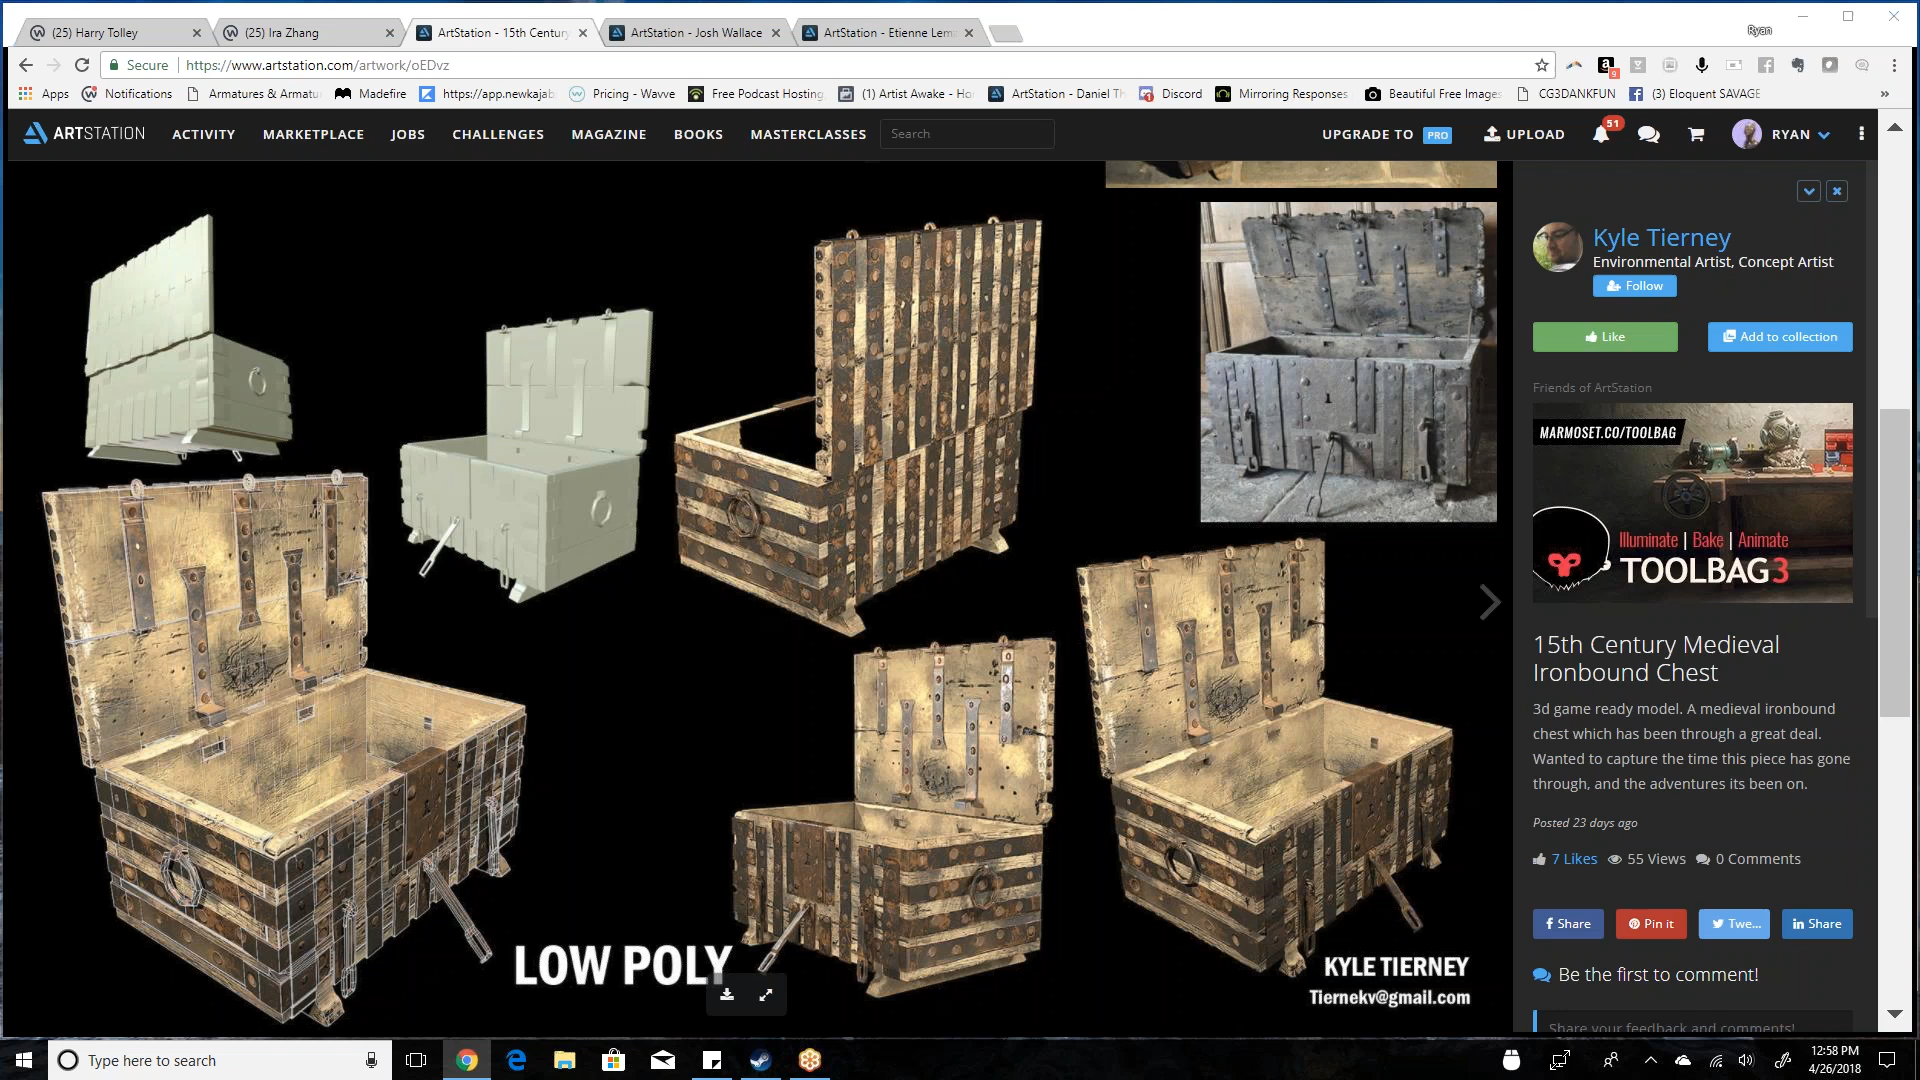 Ryan
(25) Harry Tolley
(25) Ira Zhang
ArtStation - 15th Century
ArtStation - Josh Wallace
ArtStation - Etienne Lem
Secure
https://www.artstation.com/artwork/oEDvz
9
Apps
Notifications
Armatures & Armatu
Madefire
https://app.newkajab
Pricing - Wavve
Free Podcast Hosting
(1) Artist Awake - Ho
ArtStation - Daniel Th
Discord
Mirroring Responses
Beautiful Free Images
CG3DANKFUN
(3) Eloquent SAVAGE
»
ARTSTATION
ACTIVITY
MARKETPLACE
JOBS
CHALLENGES
MAGAZINE
BOOKS
MASTERCLASSES
Search
UPGRADE TO PRO
UPLOAD
51
RYAN
Kyle Tierney
Environmental Artist, Concept Artist
Follow
Like
Add to collection
Friends of ArtStation
MARMOSET.CO/TOOLBAG
Illuminate | Bake | Animate
TOOLBAG 3
15th Century Medieval
Ironbound Chest
3d game ready model. A medieval ironbound
chest which has been through a great deal.
Wanted to capture the time this piece has gone
through, and the adventures its been on.
Posted 23 days ago
7 Likes
55 Views
0 Comments
Share
Pin it
Twe...
Share
Be the first to comment!
Share your feedback and comments!
LOW POLY
KYLE TIERNEY
Tiernekv@gmail.com
Type here to search
12:58 PM
4/26/2018